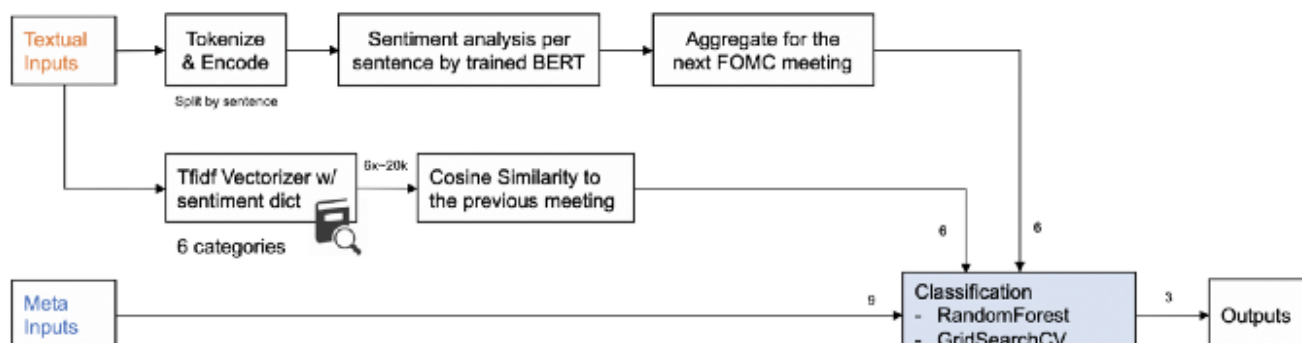 Textual
Inputs
Tokenize
& Encode
Split by sentence
Sentiment analysis per
sentence by trained BERT
Aggregate for the
next FOMC meeting
Tfidf Vectorizer w/
sentiment dict
6 categories
6x~20k
Cosine Similarity to
the previous meeting
6
6
Meta
Inputs
9
Classification
- RandomForest
- GridSearchCV
3
Outputs